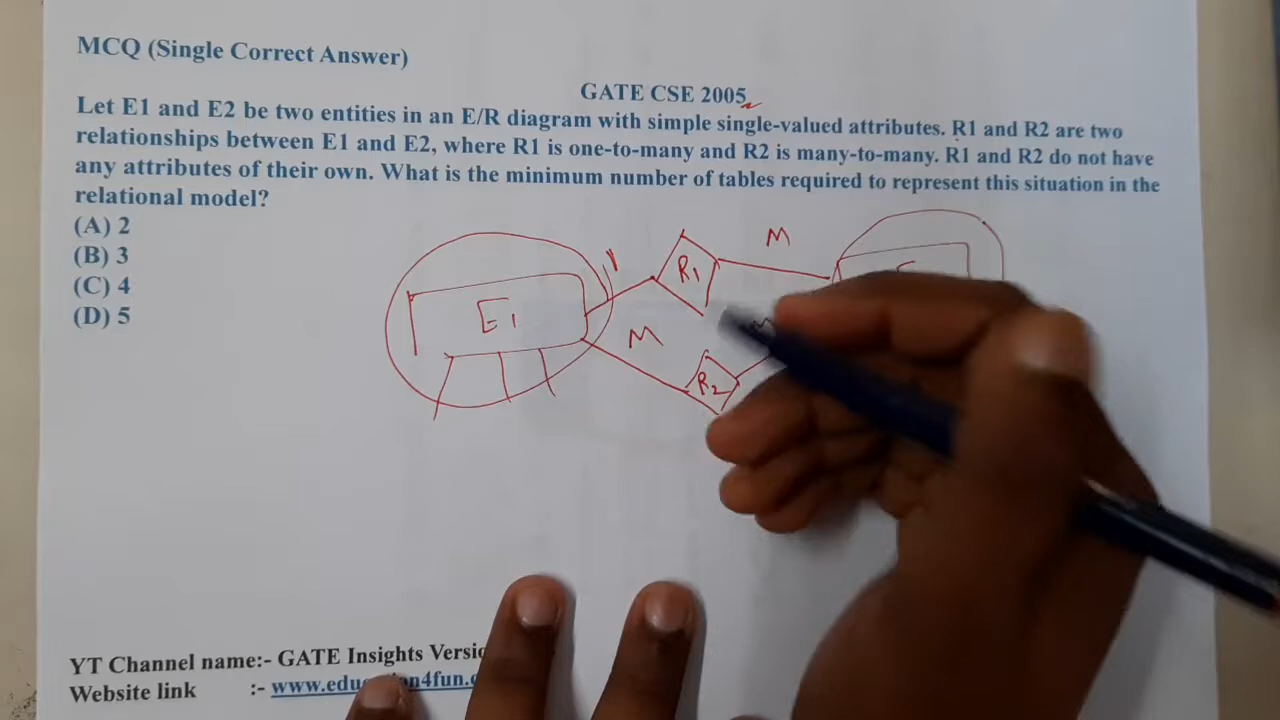 MCQ (Single Correct Answer)
GATE CSE 2005
Let E1 and E2 be two entities in an E/R diagram with simple single-valued attributes. R1 and R2 are two
relationships between E1 and E2, where R1 is one-to-many and R2 is many-to-many. R1 and R2 do not have
any attributes of their own. What is the minimum number of tables required to represent this situation in the
relational model?
(A) 2
(B) 3
(C) 4
(D) 5
1 R1 M
E1
M R2 M
YT Channel name:- GATE Insights
Website link :-